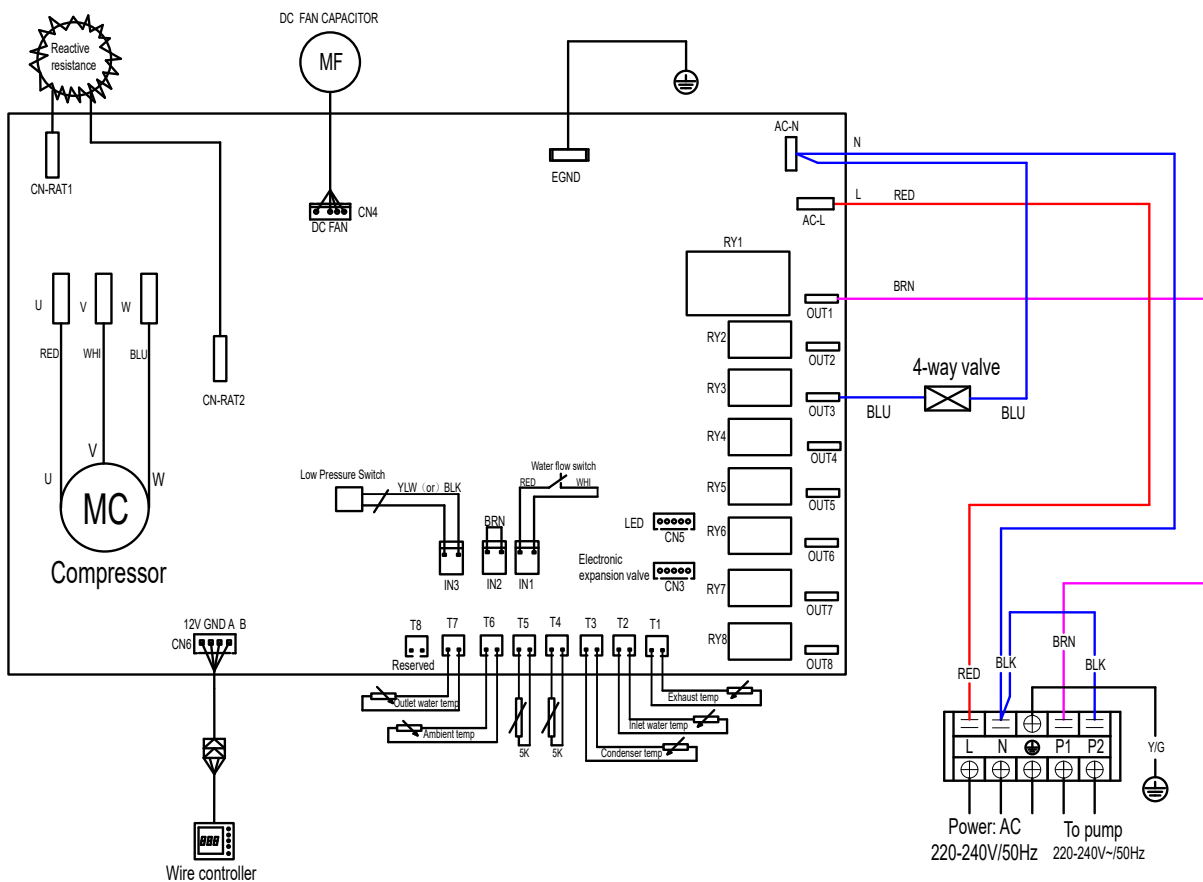 DC FAN CAPACITOR
Reactive
resistance
MF
AC-N
N
CN-RAT1
EGND
L
RED
AC-L
CN4
DC FAN
RY1
BRN
OUT1
U
V
W
RY2
OUT2
RED
WHI
BLU
4-way valve
RY3
OUT3
BLU
BLU
CN-RAT2
RY4
OUT4
V
U
W
MC
Compressor
Low Pressure Switch
YLW (or) BLK
Water flow switch
RED
WHI
RY5
OUT5
BRN
LED
CN5
RY6
OUT6
Electronic
expansion valve
CN3
IN3
IN2
IN1
RY7
OUT7
12V GND A B
CN6
T8
T7
T6
T5
T4
T3
T2
T1
RY8
OUT8
Reserved
Outlet water temp
Exhaust temp
Ambient temp
Inlet water temp
5K
5K
Condenser temp
RED
BLK
BRN
BLK
L
N
P1
P2
Y/G
Power: AC
220-240V/50Hz
To pump
220-240V~/50Hz
888
Wire controller